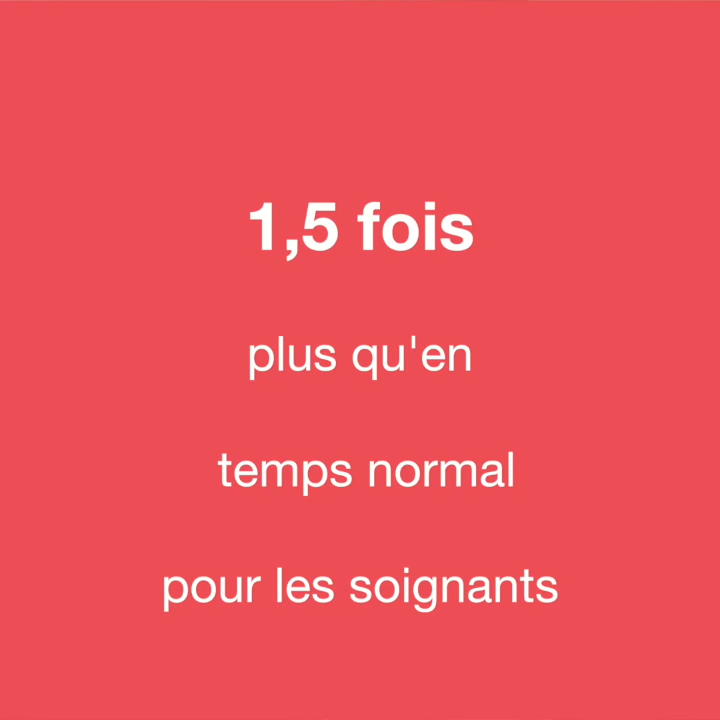 1,5 fois
plus qu'en
temps normal
pour les soignants